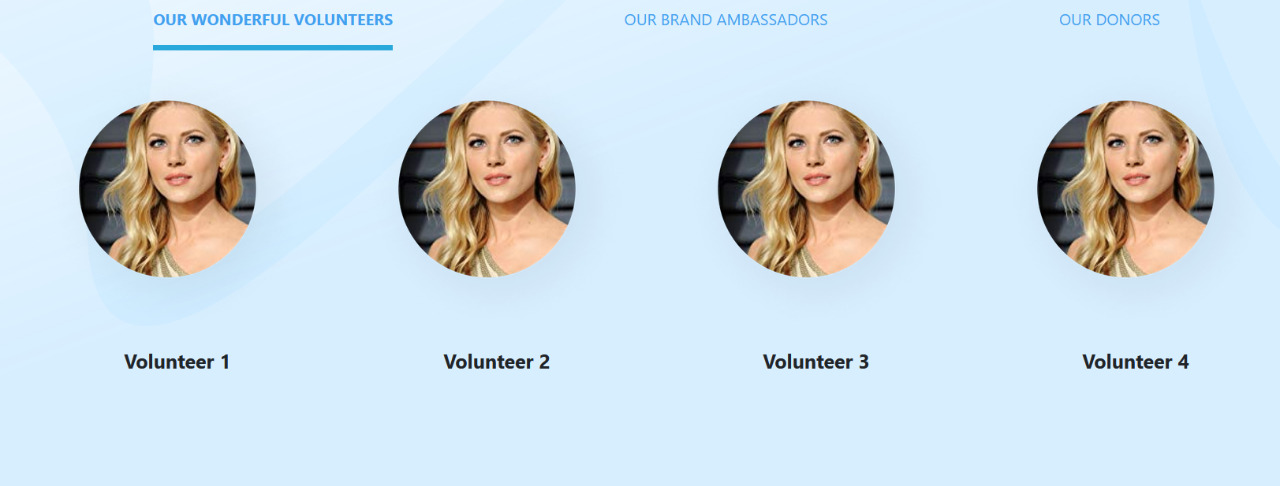 OUR WONDERFUL VOLUNTEERS
OUR BRAND AMBASSADORS
OUR DONORS
Volunteer 1
Volunteer 2
Volunteer 3
Volunteer 4